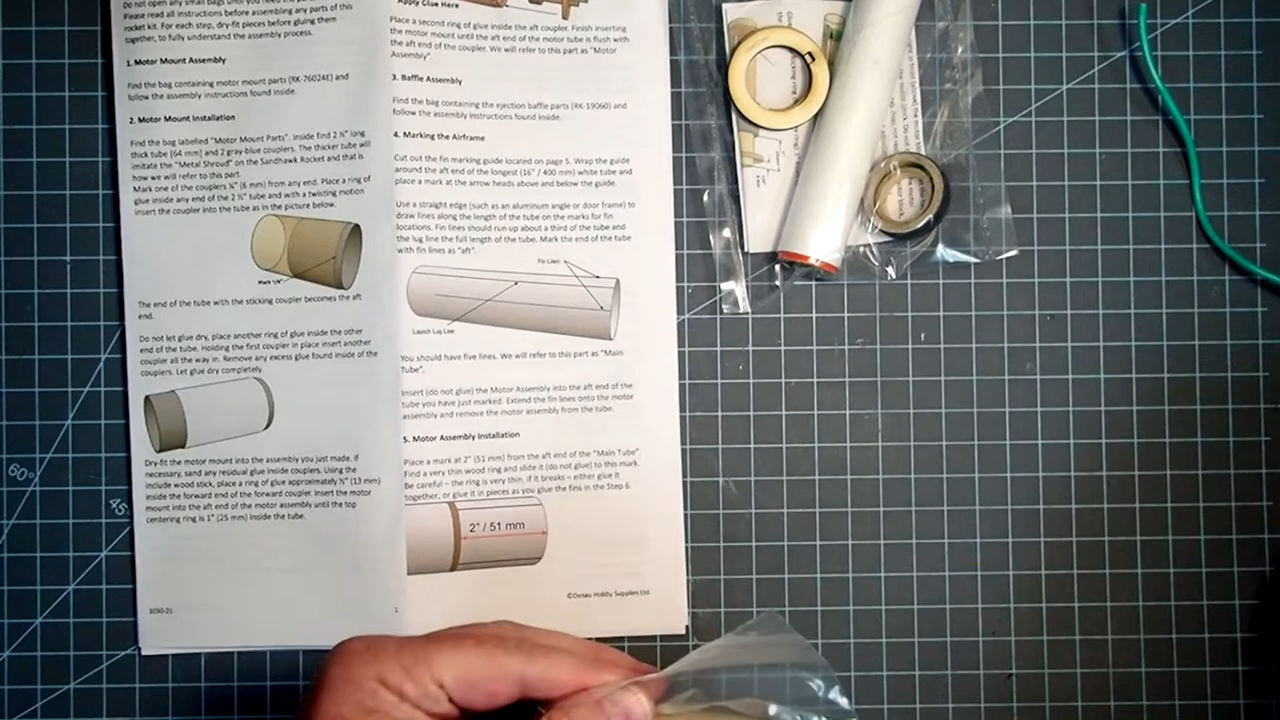 Do not open any small bags until you need the
Please read all instructions before assembling any parts of this
rocket kit. For each step, dry-fit pieces before gluing them
together, to fully understand the assembly process.
1. Motor Mount Assembly
Find the bag containing motor mount parts (RK-76024E) and
follow the assembly instructions found inside.
2. Motor Mount Installation
Find the bag labelled "Motor Mount Parts". Inside find 2 ½" long
thick tube (64 mm) and 2 gray-blue couplers. The thicker tube will
imitate the "Metal Shroud" on the Sandhawk Rocket and that is
how we will refer to this part.
Mark one of the couplers ¼" (6 mm) from any end. Place a ring of
glue inside any end of the 2 ½" tube and with a twisting motion
insert the coupler into the tube as in the picture below.
Mark 1/4"
The end of the tube with the sticking coupler becomes the aft
end.
Do not let glue dry, place another ring of glue inside the other
end of the tube. Holding the first coupler in place insert another
coupler all the way in. Remove any excess glue found inside of the
couplers. Let glue dry completely.
Dry-fit the motor mount into the assembly you just made. If
necessary, sand any residual glue inside couplers. Using the
include wood stick, place a ring of glue approximately ½" (13 mm)
inside the forward end of the forward coupler. Insert the motor
mount into the aft end of the motor assembly until the top
centering ring is 1" (25 mm) inside the tube.
1030-21
1
Apply Glue Here
Place a second ring of glue inside the aft coupler. Finish inserting
the motor mount until the aft end of the motor tube is flush with
the aft end of the coupler. We will refer to this part as "Motor
Assembly".
3. Baffle Assembly
Find the bag containing the ejection baffle parts (RK-19060) and
follow the assembly instructions found inside.
4. Marking the Airframe
Cut out the fin marking guide located on page 5. Wrap the guide
around the aft end of the longest (16" / 400 mm) white tube and
place a mark at the arrow heads above and below the guide.
Use a straight edge (such as an aluminum angle or door frame) to
draw lines along the length of the tube on the marks for fin
locations. Fin lines should run up about a third of the tube and
the lug line the full length of the tube. Mark the end of the tube
with fin lines as "aft".
Fin Lines
Launch Lug Line
You should have five lines. We will refer to this part as "Main
Tube".
Insert (do not glue) the Motor Assembly into the aft end of the
tube you have just marked. Extend the fin lines onto the motor
assembly and remove the motor assembly from the tube.
5. Motor Assembly Installation
Place a mark at 2" (51 mm) from the aft end of the "Main Tube".
Find a very thin wood ring and slide it (do not glue) to this mark.
Be careful – the ring is very thin. If it breaks – either glue it
together, or glue it in pieces as you glue the fins in the Step 6.
2" / 51 mm
©Denau Hobby Supplies Ltd.
60°
45°